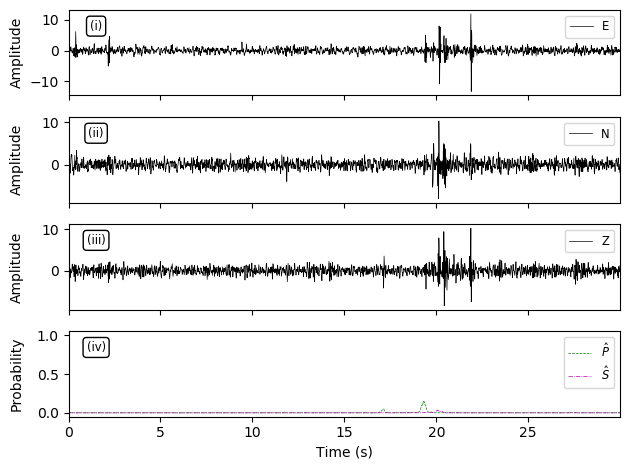 Amplitude
10
0
−10
(i)
E
Amplitude
10
0
(ii)
N
Amplitude
10
0
(iii)
Z
Probability
1.0
0.5
0.0
(iv)
P̂
Ŝ
0 5 10 15 20 25
Time (s)